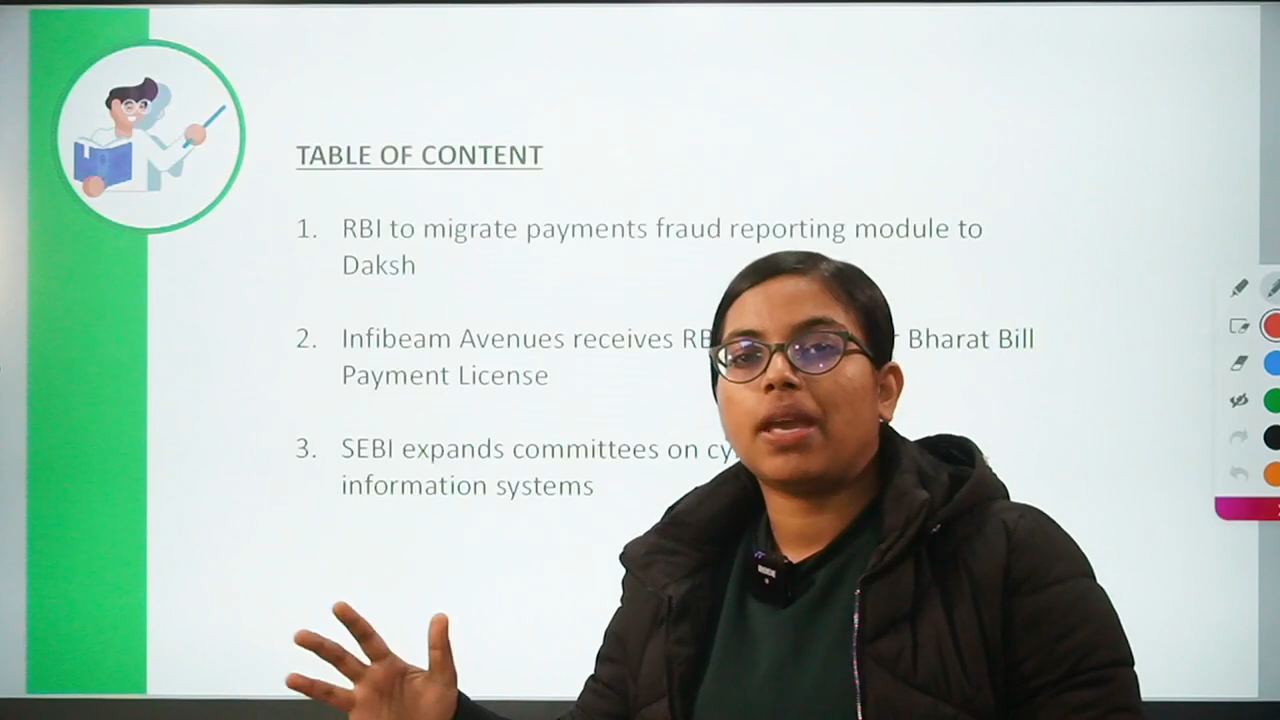 TABLE OF CONTENT
1. RBI to migrate payments fraud reporting module to
Daksh
2. Infibeam Avenues receives Bharat Bill
Payment License
3. SEBI expands committees on
information systems